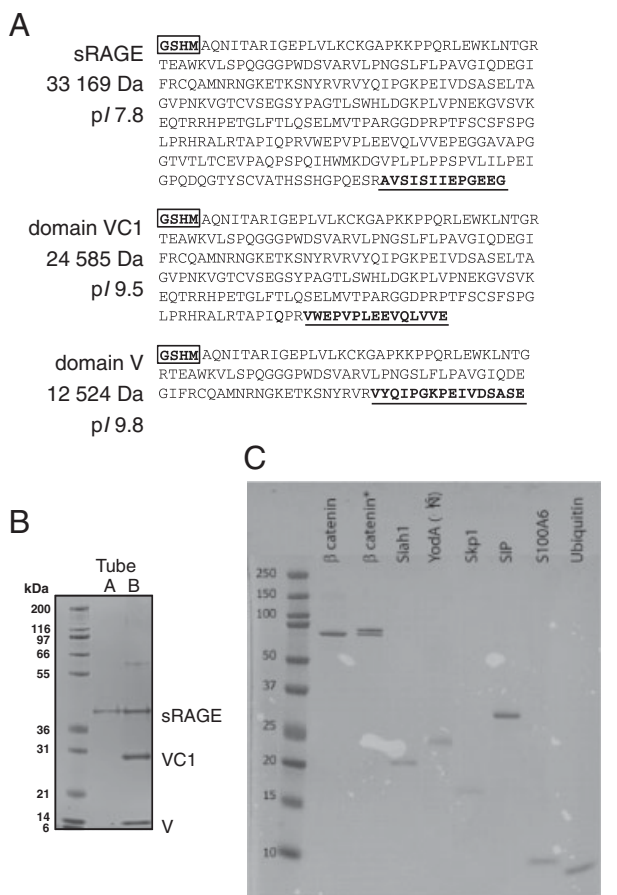 A
sRAGE
33 169 Da
pI 7.8
GSHMAQNITARIGEPLVLKCKGAPKKPPQRLEWKLNTGR
TEAWKVLSPQGGGPWDSVARVLPNGSLFLPAVGIQDEGI
FRCQAMNRNGKETKSNYRVRVYQIPGKPEIVDSASELTA
GVPNKVGTCVSEGSYPAGTLSWHLDGKPLVPNEKGVSVK
EQTRRHPETGLFTLQSELMVTPARGGDPRPTFSCSFSPG
LPRHRALRTAPIQPRVWEPVPLEEVQLVVEPEGGAVAPG
GTVTLTCEVPAQPSPQIHWMKDGVPLPLPPSPVLILPEI
GPQDQGTYSCVATHSSHGPQESRAVSISIIEPGEEG
domain VC1
24 585 Da
pI 9.5
GSHMAQNITARIGEPLVLKCKGAPKKPPQRLEWKLNTGR
TEAWKVLSPQGGGPWDSVARVLPNGSLFLPAVGIQDEGI
FRCQAMNRNGKETKSNYRVRVYQIPGKPEIVDSASELTA
GVPNKVGTCVSEGSYPAGTLSWHLDGKPLVPNEKGVSVK
EQTRRHPETGLFTLQSELMVTPARGGDPRPTFSCSFSPG
LPRHRALRTAPIQPRVWEPVPLEEVQLVVE
domain V
12 524 Da
pI 9.8
GSHMAQNITARIGEPLVLKCKGAPKKPPQRLEWKLNTG
RTEAWKVLSPQGGGPWDSVARVLPNGSLFLPAVGIQDE
GIFRCQAMNRNGKETKSNYRVRVYQIPGKPEIVDSASE
B
Tube
kDa A B
200
116
97
66
55
36
31
21
14
6
sRAGE
VC1
V
C
β catenin
β catenin*
Siah1
YodA (
Skp1
SIP
S100A6
Ubiquitin
250
150
100
50
37
25
20
15
10